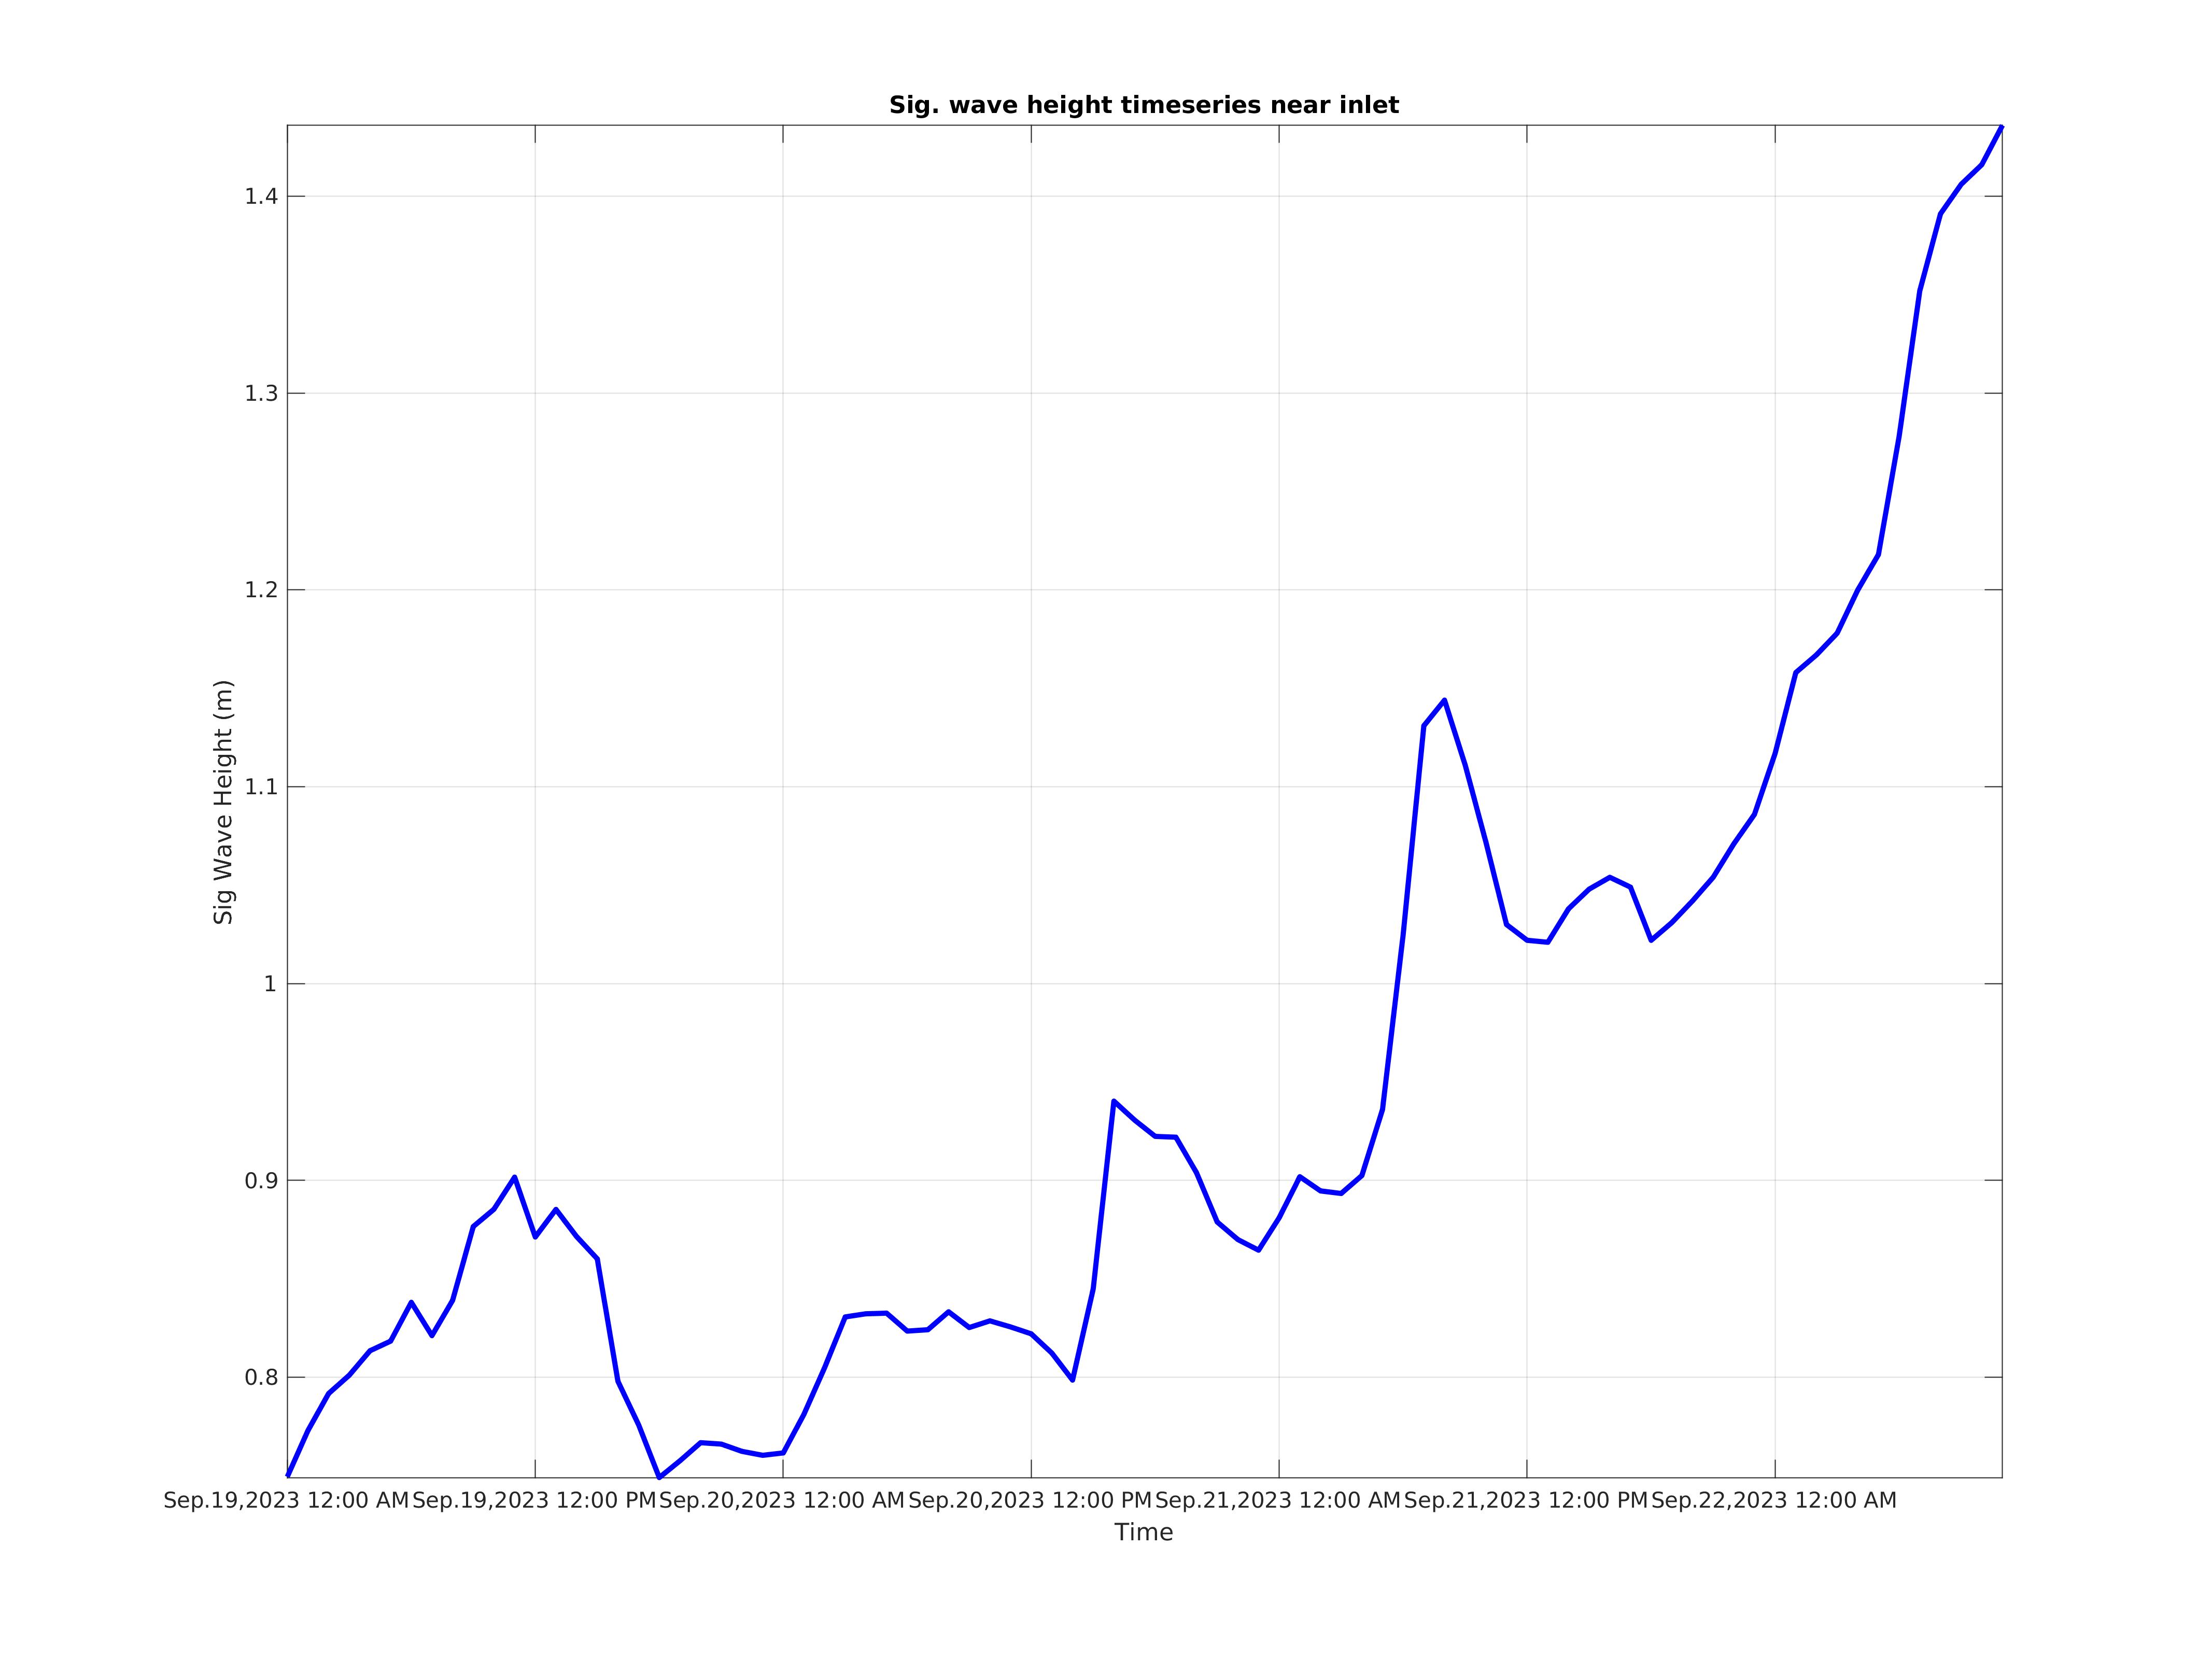 Sig. wave height timeseries near inlet
1.4
1.3
1.2
1.1
1
0.9
0.8
Sig Wave Height (m)
Sep.19,2023 12:00 AM Sep.19,2023 12:00 PM Sep.20,2023 12:00 AM Sep.20,2023 12:00 PM Sep.21,2023 12:00 AM Sep.21,2023 12:00 PM Sep.22,2023 12:00 AM
Time